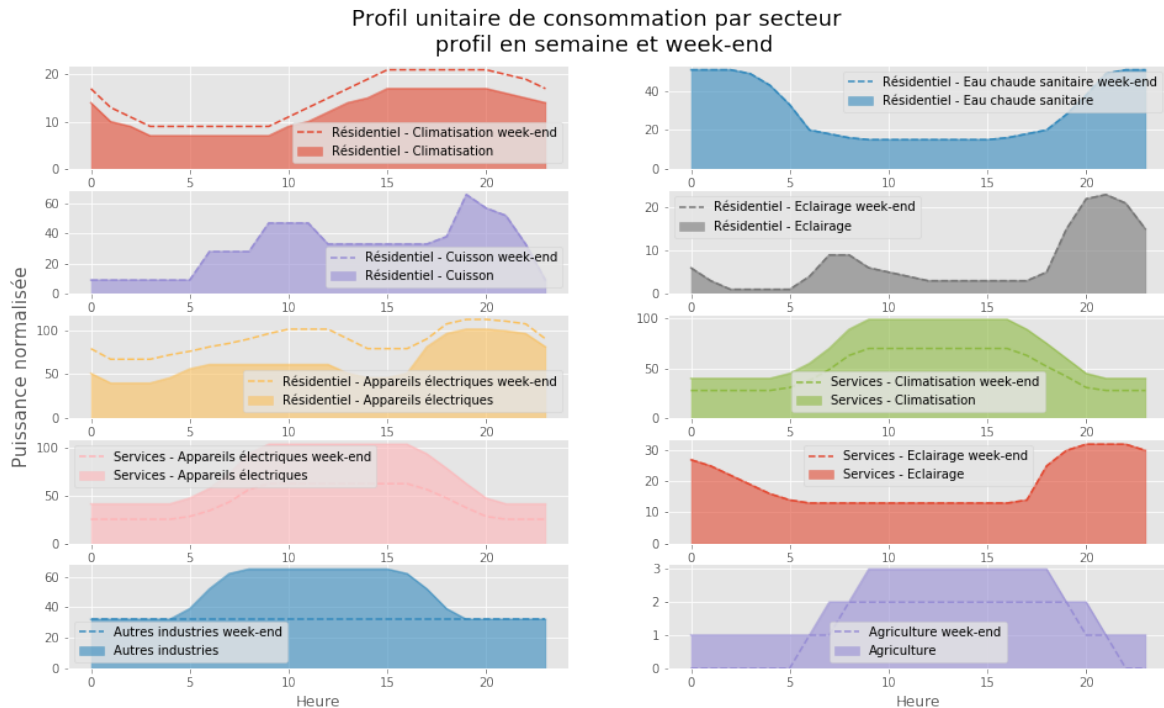 Profil unitaire de consommation par secteur
profil en semaine et week-end
Puissance normalisée
20
10
0
0 5 10 15 20
Résidentiel - Climatisation week-end
Résidentiel - Climatisation
40
20
0
0 5 10 15 20
Résidentiel - Eau chaude sanitaire week-end
Résidentiel - Eau chaude sanitaire
60
40
20
0
0 5 10 15 20
Résidentiel - Cuisson week-end
Résidentiel - Cuisson
20
10
0
0 5 10 15 20
Résidentiel - Eclairage week-end
Résidentiel - Eclairage
100
50
0
0 5 10 15 20
Résidentiel - Appareils électriques week-end
Résidentiel - Appareils électriques
100
50
0
0 5 10 15 20
Services - Climatisation week-end
Services - Climatisation
100
50
0
0 5 10 15 20
Services - Appareils électriques week-end
Services - Appareils électriques
30
20
10
0
0 5 10 15 20
Services - Eclairage week-end
Services - Eclairage
60
40
20
0
0 5 10 15 20
Autres industries week-end
Autres industries
Heure
3
2
1
0
0 5 10 15 20
Agriculture week-end
Agriculture
Heure